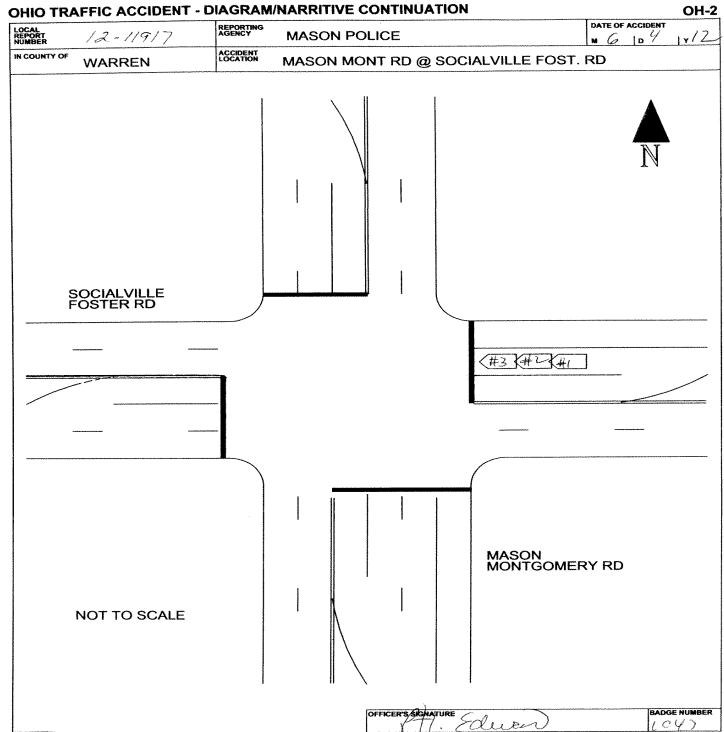 OHIO TRAFFIC ACCIDENT - DIAGRAM/NARRITIVE CONTINUATION OH-2
LOCAL REPORT NUMBER 12-11917 REPORTING AGENCY MASON POLICE DATE OF ACCIDENT M 6 D 4 Y 12
IN COUNTY OF WARREN ACCIDENT LOCATION MASON MONT RD @ SOCIALVILLE FOST. RD
N
SOCIALVILLE
FOSTER RD
#3 #2 #1
MASON
MONTGOMERY RD
NOT TO SCALE
OFFICER'S SIGNATURE BADGE NUMBER